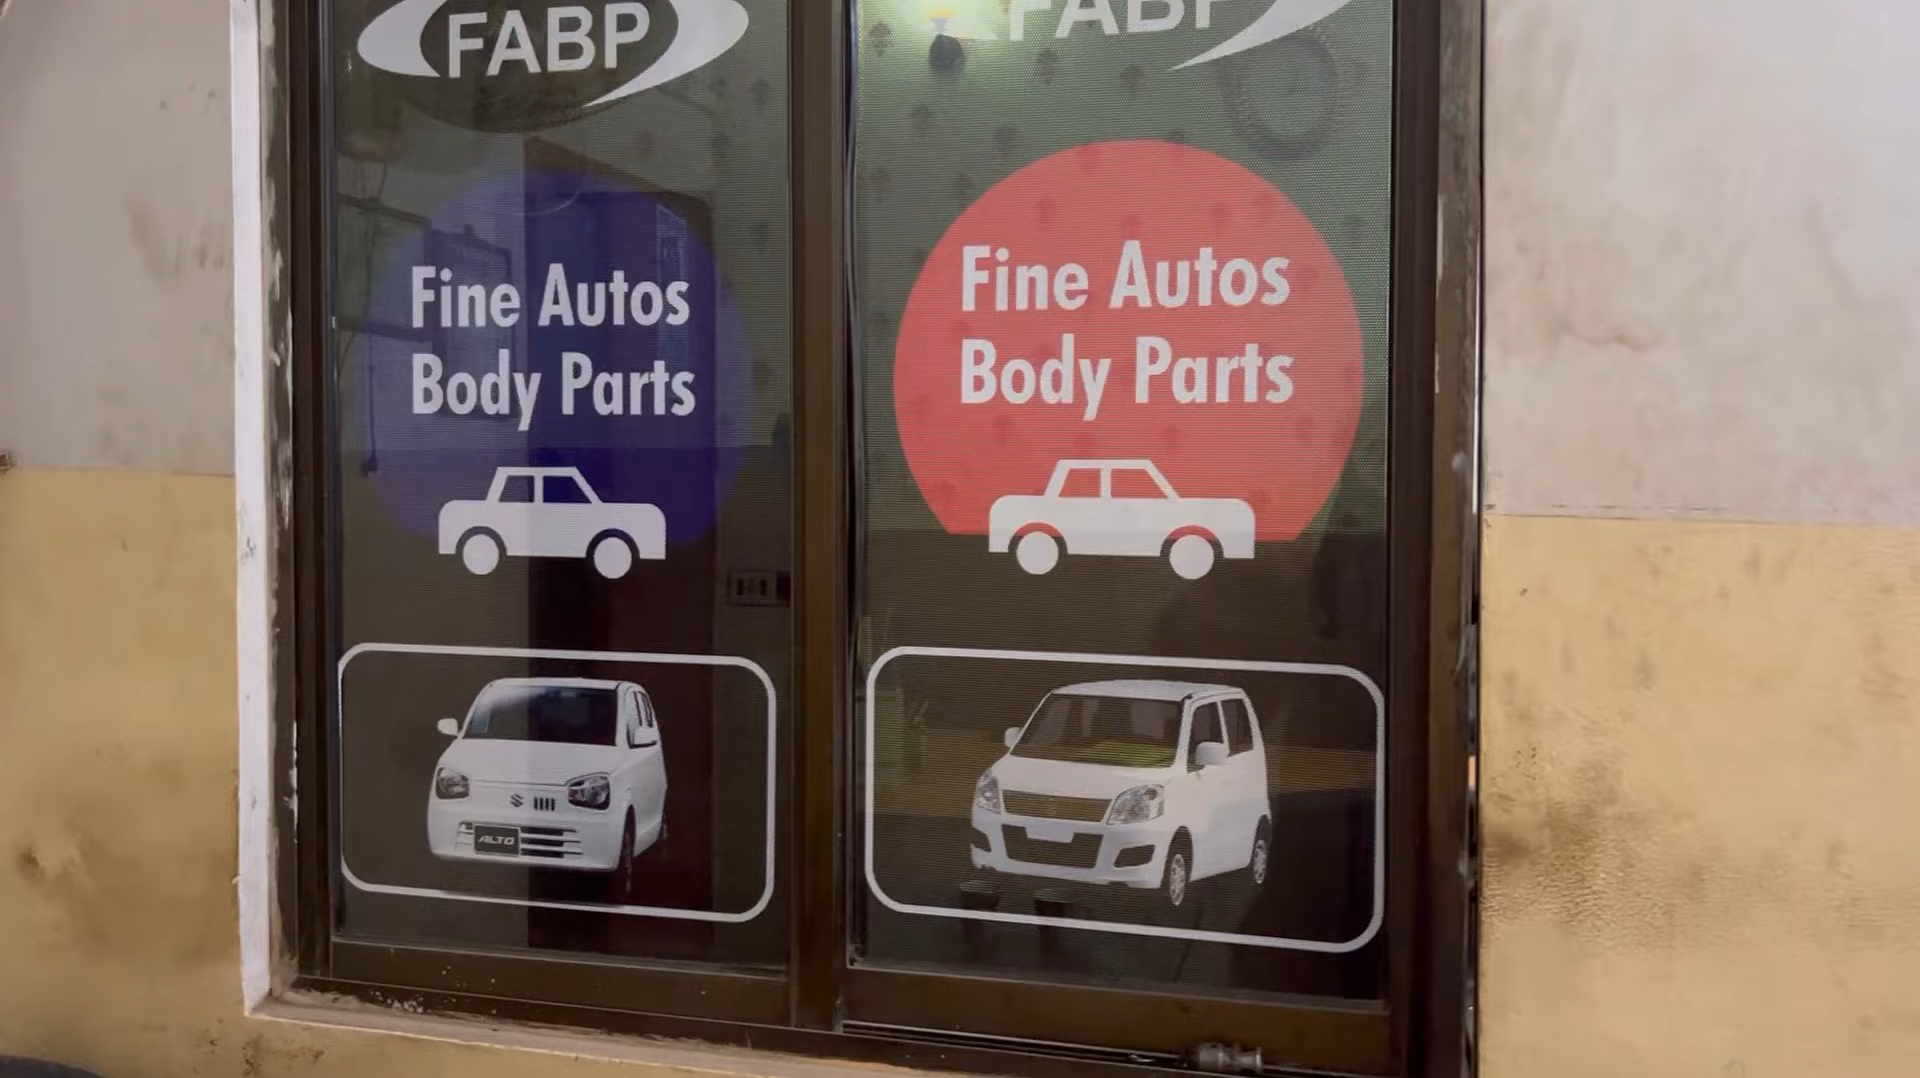 FABP
Fine Autos
Body Parts
ALTO
FABP
Fine Autos
Body Parts